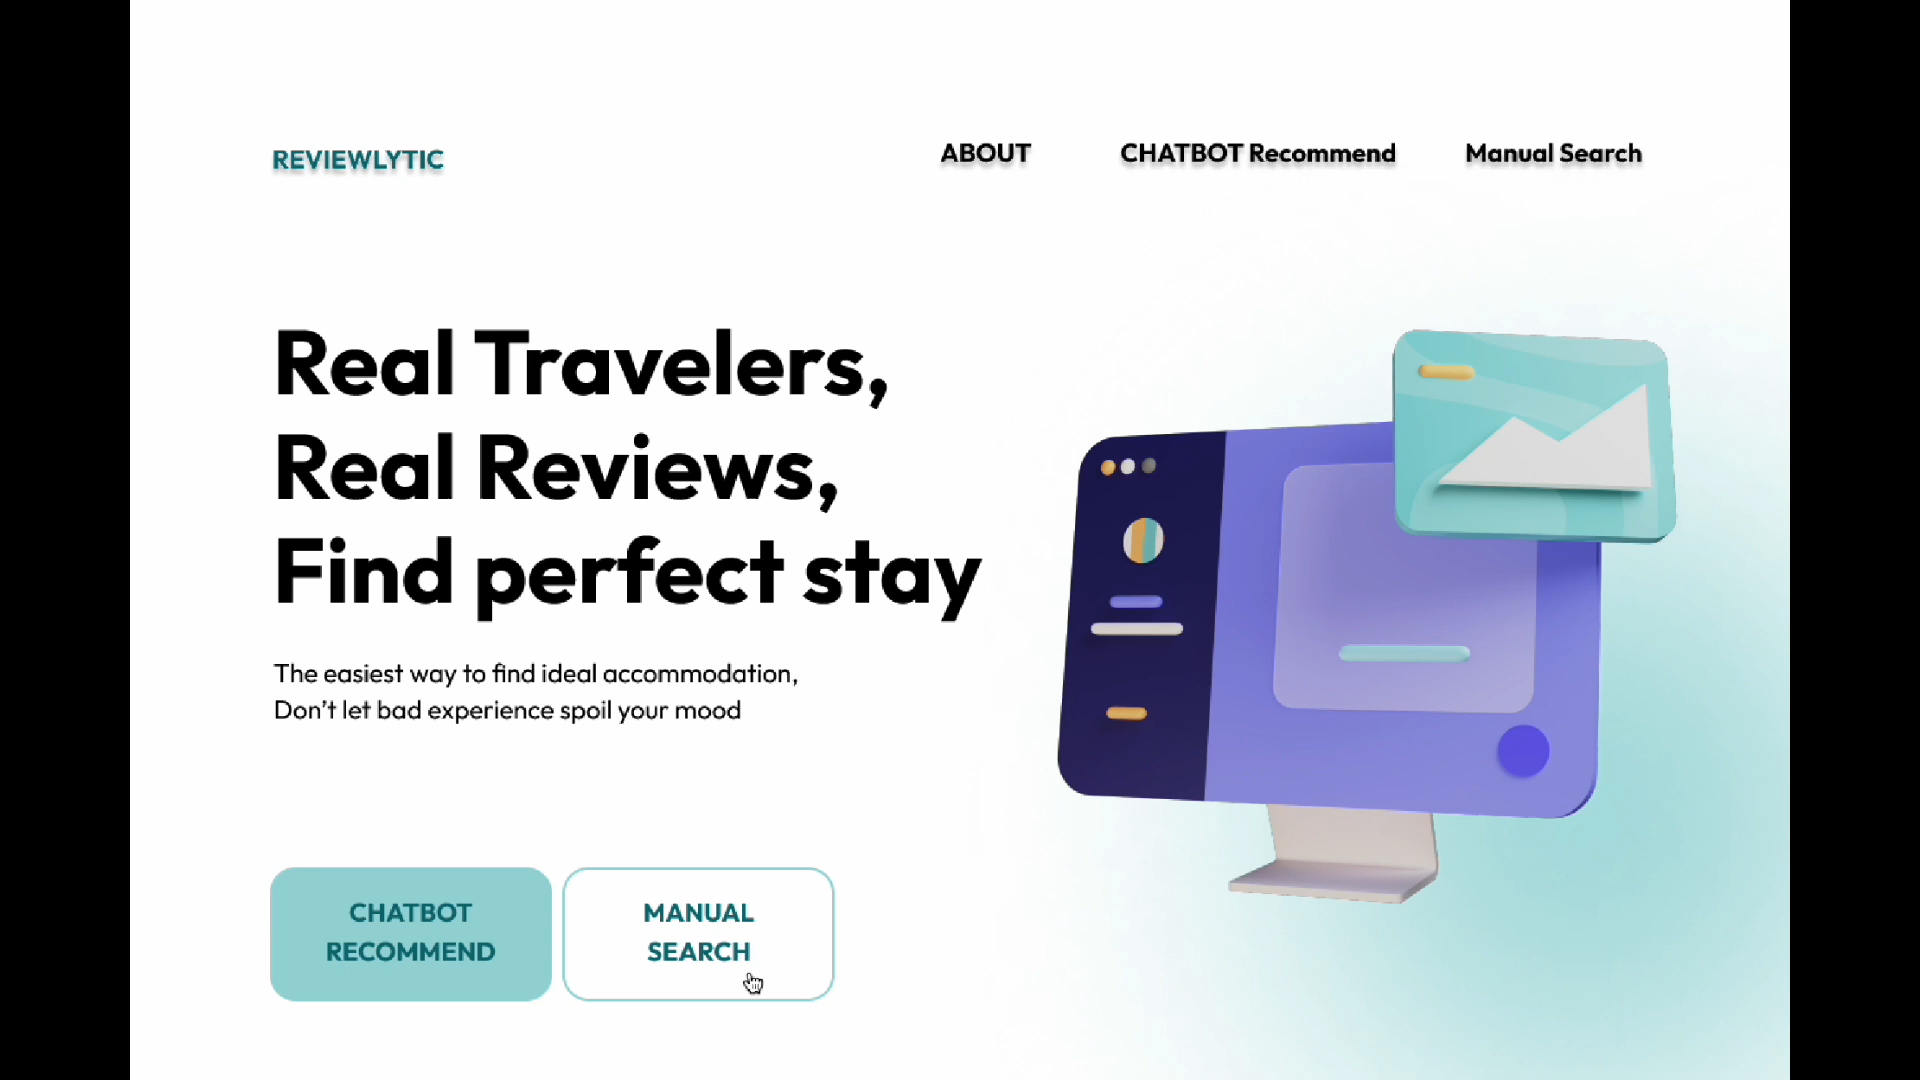 REVIEWLYTIC
ABOUT
CHATBOT Recommend
Manual Search
Real Travelers,
Real Reviews,
Find perfect stay
The easiest way to find ideal accommodation,
Don’t let bad experience spoil your mood
CHATBOT
RECOMMEND
MANUAL
SEARCH